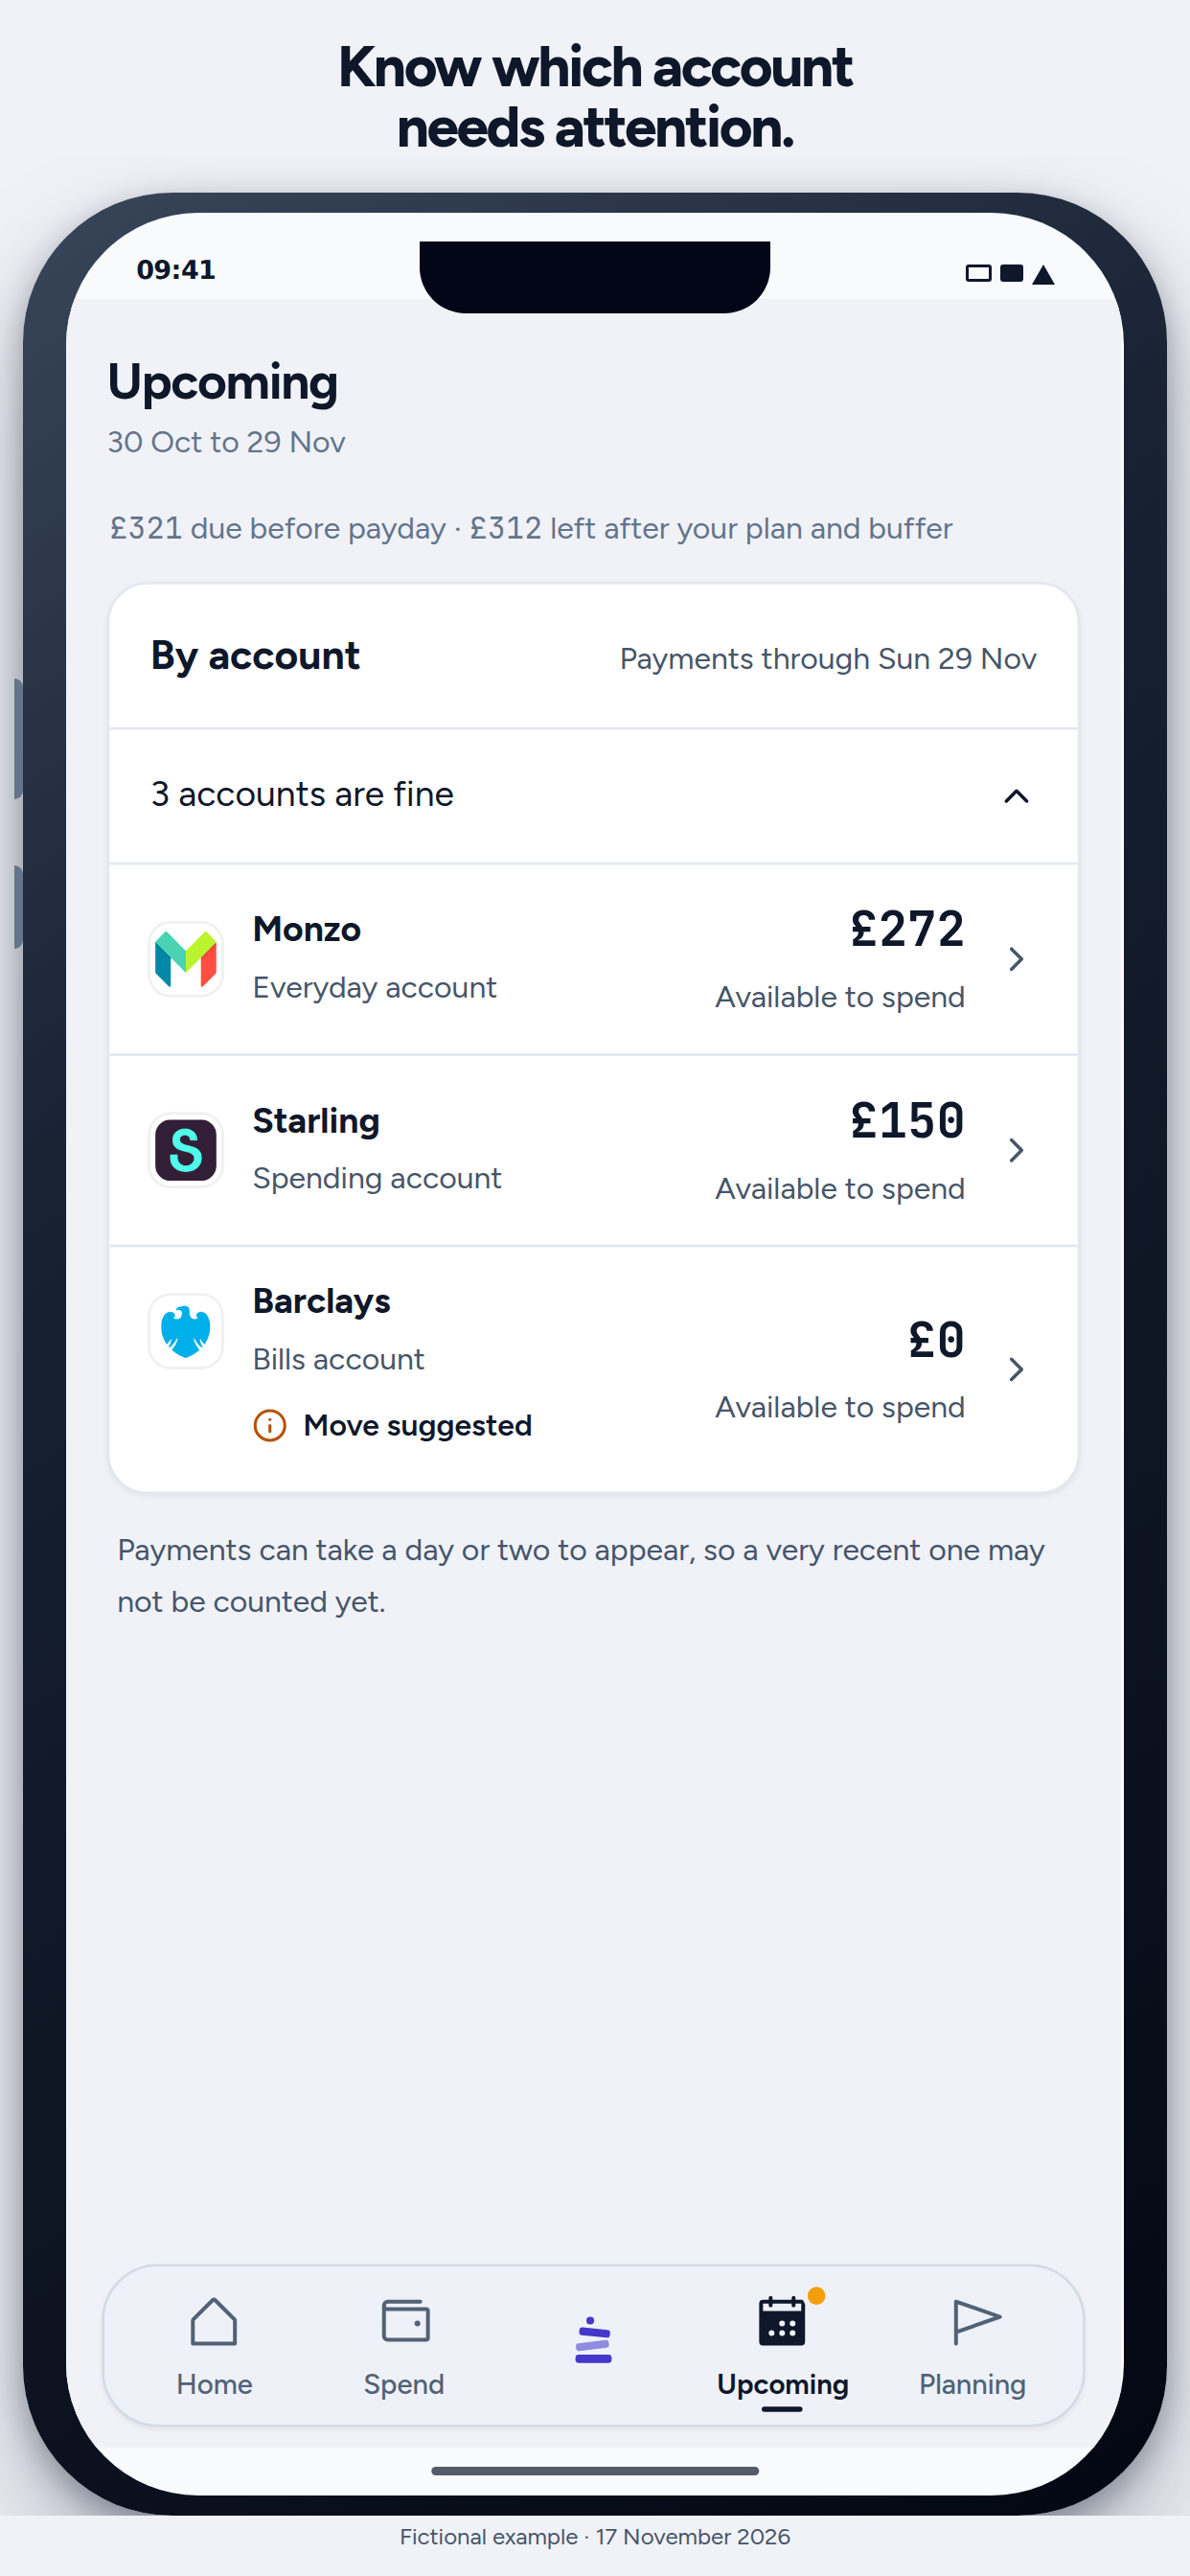 Know which account
needs attention.
09:41
Upcoming
30 Oct to 29 Nov
£321 due before payday · £312 left after your plan and buffer
By account
Payments through Sun 29 Nov
3 accounts are fine
Monzo
Everyday account
£272
Available to spend
Starling
Spending account
£150
Available to spend
Barclays
Bills account
Move suggested
£0
Available to spend
Payments can take a day or two to appear, so a very recent one may
not be counted yet.
Home
Spend
Upcoming
Planning
Fictional example · 17 November 2026